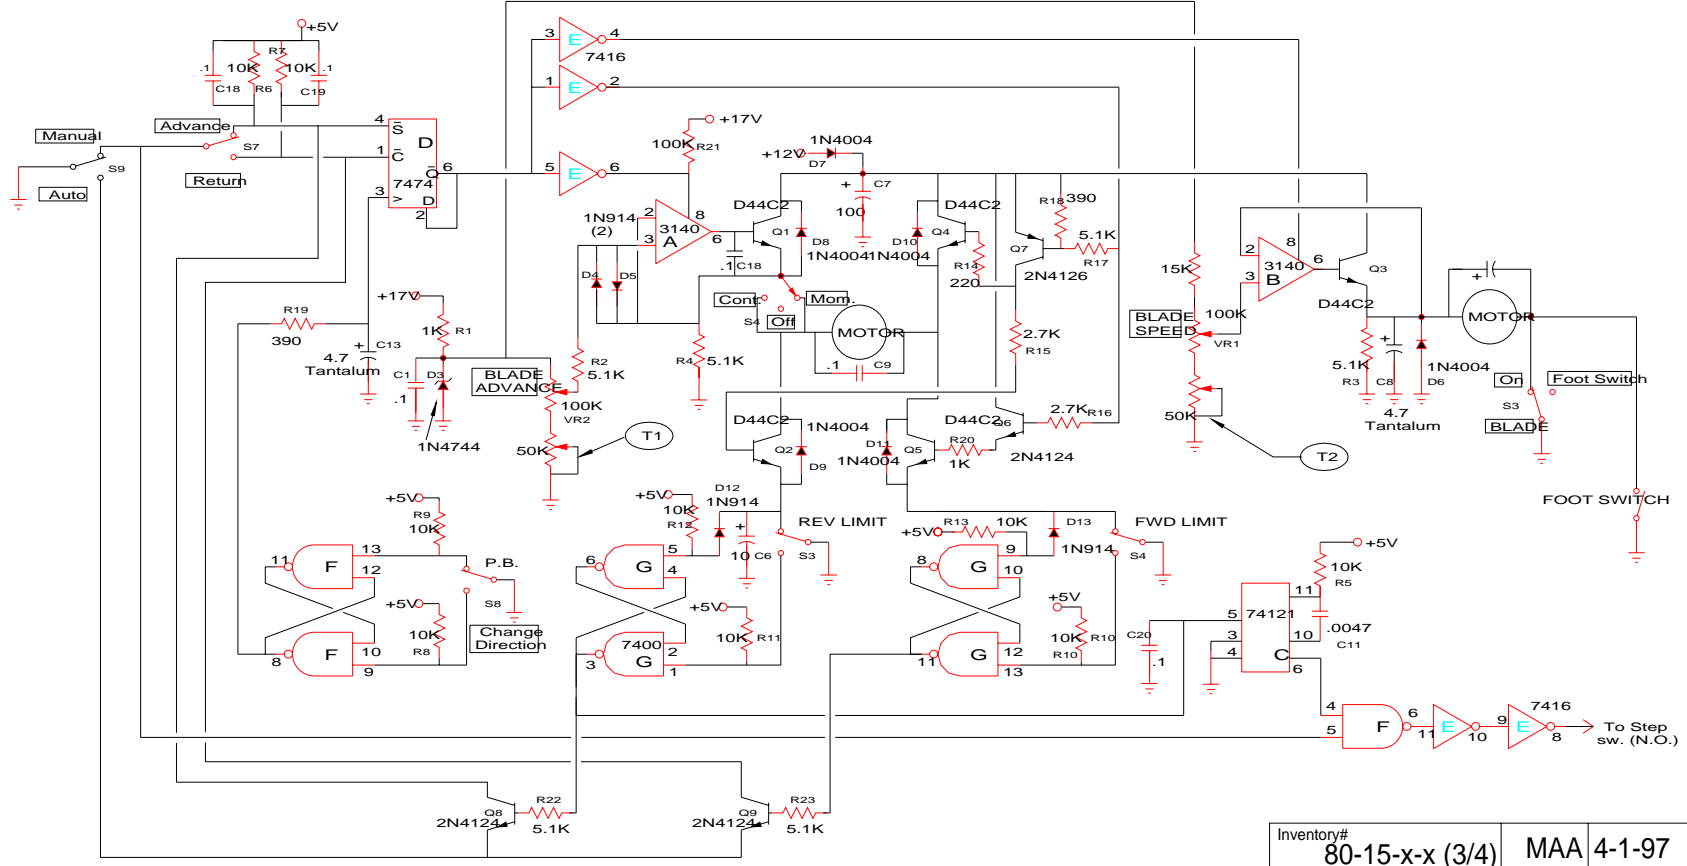 +5V
R7
.1
10K
10K
.1
C18
R6
C19
Manual
S9
Auto
Advance
S7
Return
4
S
D
1
C
7474
Q
6
3
>
D
2
3
E
4
7416
1
E
2
5
E
6
+17V
100K
R21
1N914
(2)
2
8
3140
3
A
6
D4
D5
.1
C18
D44C2
Q1
D8
1N4004
+12V
1N4004
D7
+
C7
100
D44C2
D10
Q4
1N4004
R14
220
R18
390
Q7
5.1K
R17
2N4126
Cont.
Mom.
S4
Off
MOTOR
.1
C9
R4
5.1K
2.7K
R15
R19
390
+
C13
4.7
Tantalum
+17V
1K
R1
C1
.1
D3
1N4744
BLADE
ADVANCE
R2
5.1K
100K
VR2
50K
T1
15K
BLADE
SPEED
100K
VR1
50K
T2
2
8
3140
3
B
6
Q3
D44C2
+
MOTOR
5.1K
R3
+
C8
1N4004
D6
4.7
Tantalum
On
Foot Switch
S3
BLADE
FOOT SWITCH
D44C2
1N4004
Q2
D9
D44C2
D11
1N4004
Q5
R20
1K
Q6
2.7K
R16
2N4124
+5V
R9
10K
11
F
13
12
P.B.
S8
+5V
10K
R8
8
F
10
9
Change
Direction
+5V
10K
R12
D12
1N914
+
10
C6
REV LIMIT
S3
6
G
5
4
+5V
10K
R11
3
7400
G
2
1
+5V
R13
10K
D13
1N914
FWD LIMIT
S4
8
G
9
10
+5V
10K
R10
R10
11
G
12
13
C20
.1
5
74121
11
3
10
4
C
6
+5V
10K
R5
.0047
C11
4
5
F
6
11
E
10
9
7416
E
8
To Step
sw. (N.O.)
Q8
2N4124
R22
5.1K
Q9
2N4124
R23
5.1K
Inventory#
80-15-x-x (3/4)
MAA
4-1-97